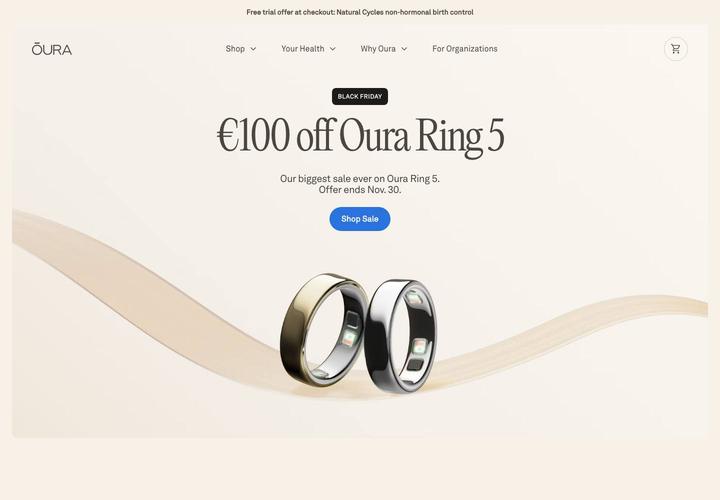 Free trial offer at checkout: Natural Cycles non-hormonal birth control
ŌURA
Shop
Your Health
Why Oura
For Organizations
BLACK FRIDAY
€100 off Oura Ring 5
Our biggest sale ever on Oura Ring 5.
Offer ends Nov. 30.
Shop Sale